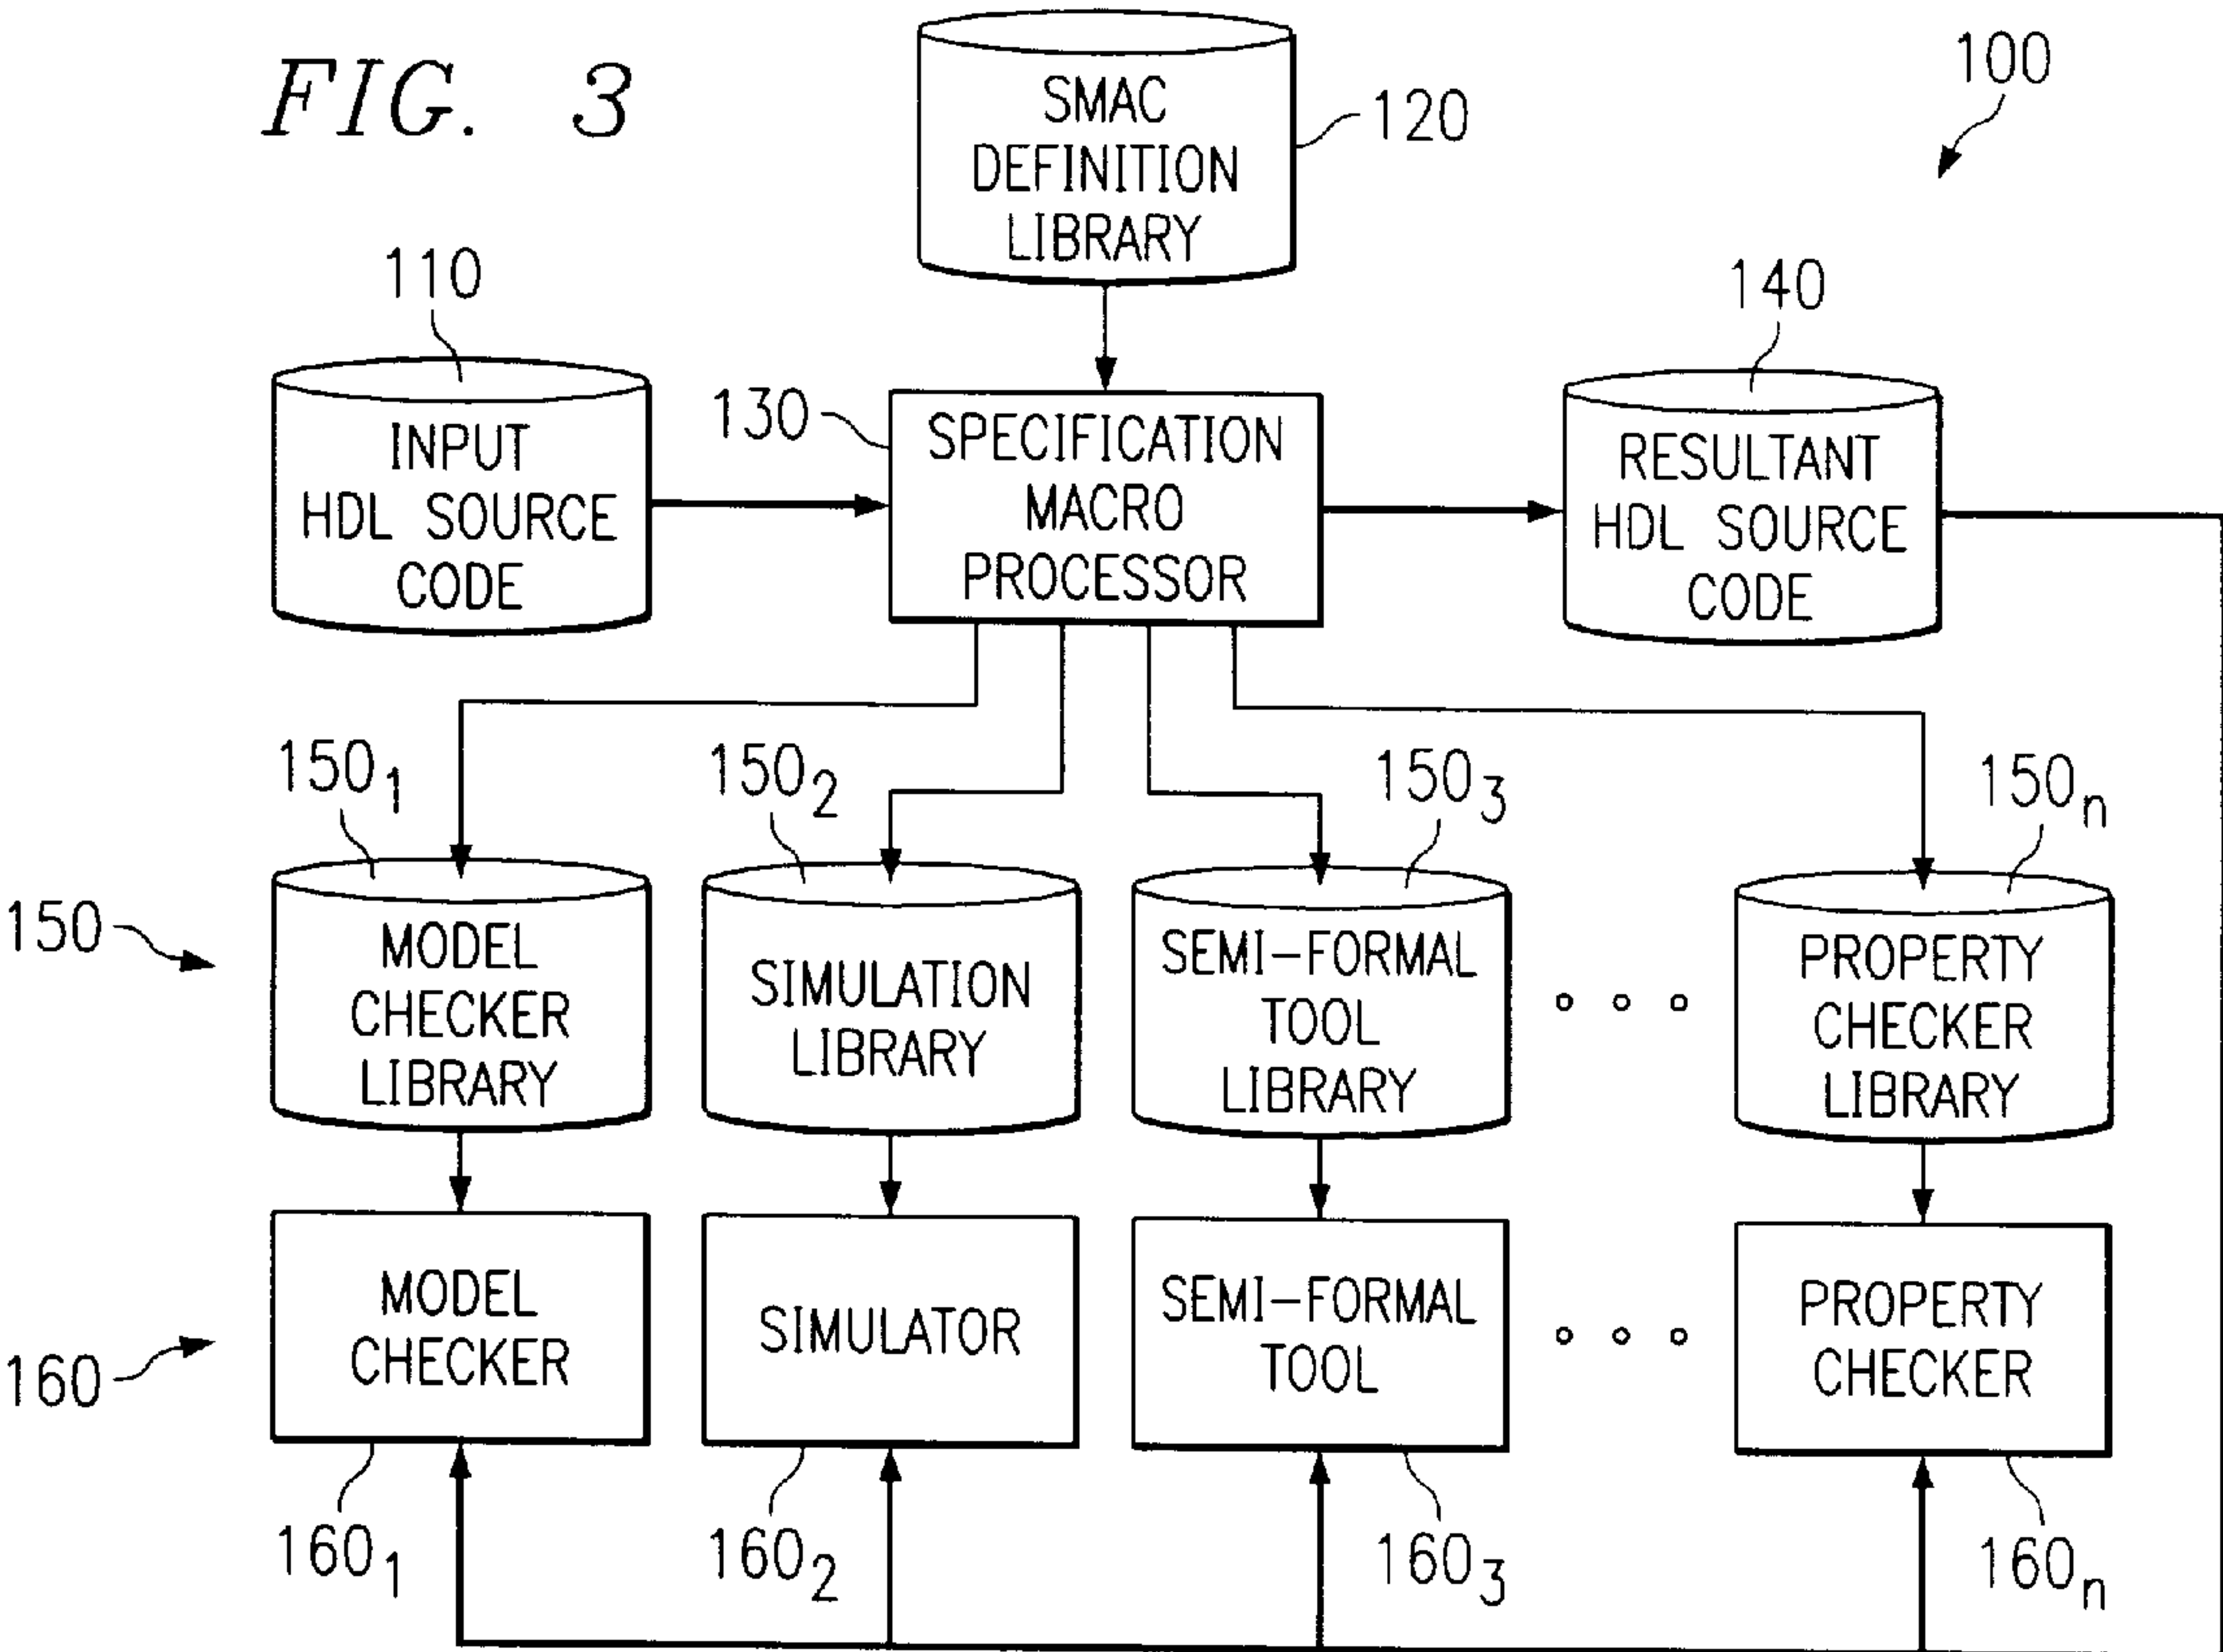 FIG. 3
SMAC
DEFINITION
LIBRARY
120
100
110
INPUT
HDL SOURCE
CODE
130
SPECIFICATION
MACRO
PROCESSOR
140
RESULTANT
HDL SOURCE
CODE
150₁
150₂
150₃
150ₙ
150
MODEL
CHECKER
LIBRARY
SIMULATION
LIBRARY
SEMI-FORMAL
TOOL
LIBRARY
PROPERTY
CHECKER
LIBRARY
160
MODEL
CHECKER
SIMULATOR
SEMI-FORMAL
TOOL
PROPERTY
CHECKER
160₁
160₂
160₃
160ₙ